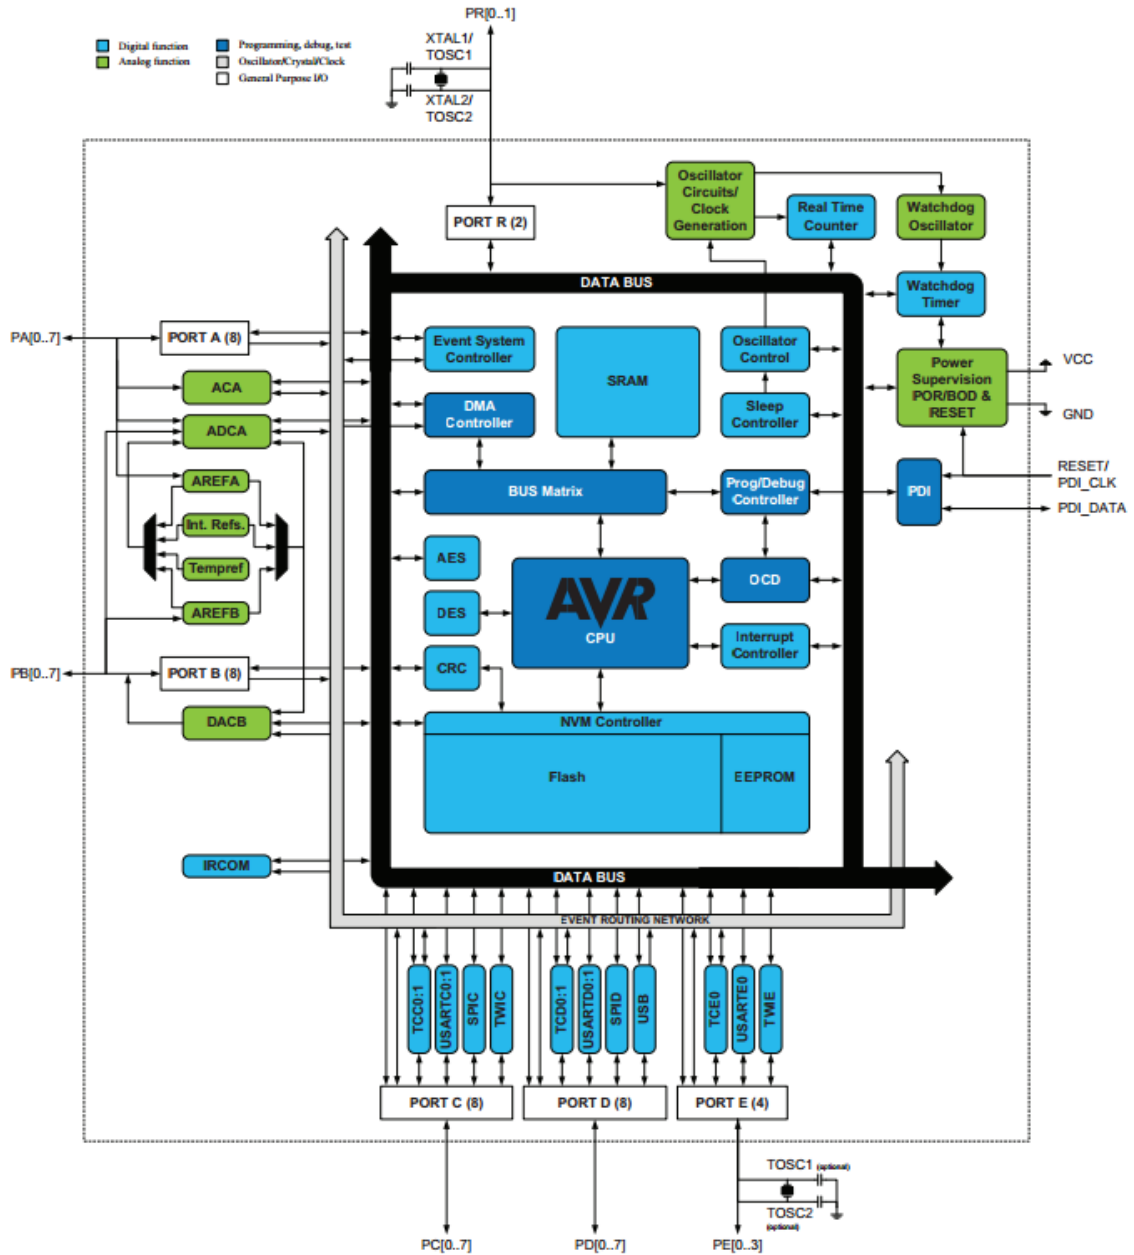 PR[0..1]
Digital function
Analog function
Programming, debug, test
Oscillator/Crystal/Clock
General Purpose I/O
XTAL1/
TOSC1
XTAL2/
TOSC2
PORT R (2)
Oscillator
Circuits/
Clock
Generation
Real Time
Counter
Watchdog
Oscillator
DATA BUS
Watchdog
Timer
PA[0..7]
PORT A (8)
Event System
Controller
SRAM
Oscillator
Control
Power
Supervision
POR/BOD &
RESET
VCC
GND
ACA
DMA
Controller
Sleep
Controller
ADCA
AREFA
BUS Matrix
Prog/Debug
Controller
PDI
RESET/
PDI_CLK
PDI_DATA
Int. Refs.
Tempref
AREFB
AES
DES
CRC
AVR
CPU
OCD
Interrupt
Controller
PB[0..7]
PORT B (8)
DACB
NVM Controller
Flash
EEPROM
IRCOM
DATA BUS
EVENT ROUTING NETWORK
TCC0:1
USARTC0:1
SPIC
TWIC
TCD0:1
USARTD0:1
SPID
USB
TCE0
USARTE0
TWIE
PORT C (8)
PORT D (8)
PORT E (4)
TOSC1 (optional)
TOSC2
(optional)
PC[0..7]
PD[0..7]
PE[0..3]